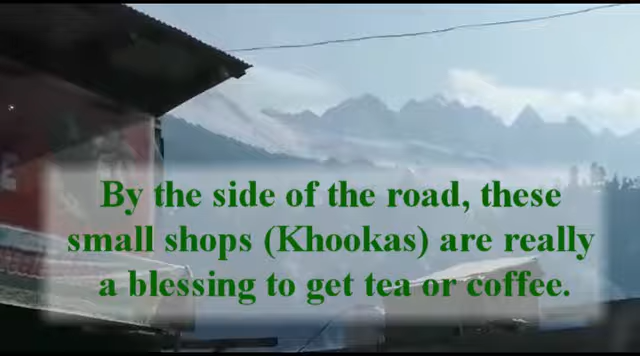 By the side of the road, these
small shops (Khookas) are really
a blessing to get tea or coffee.